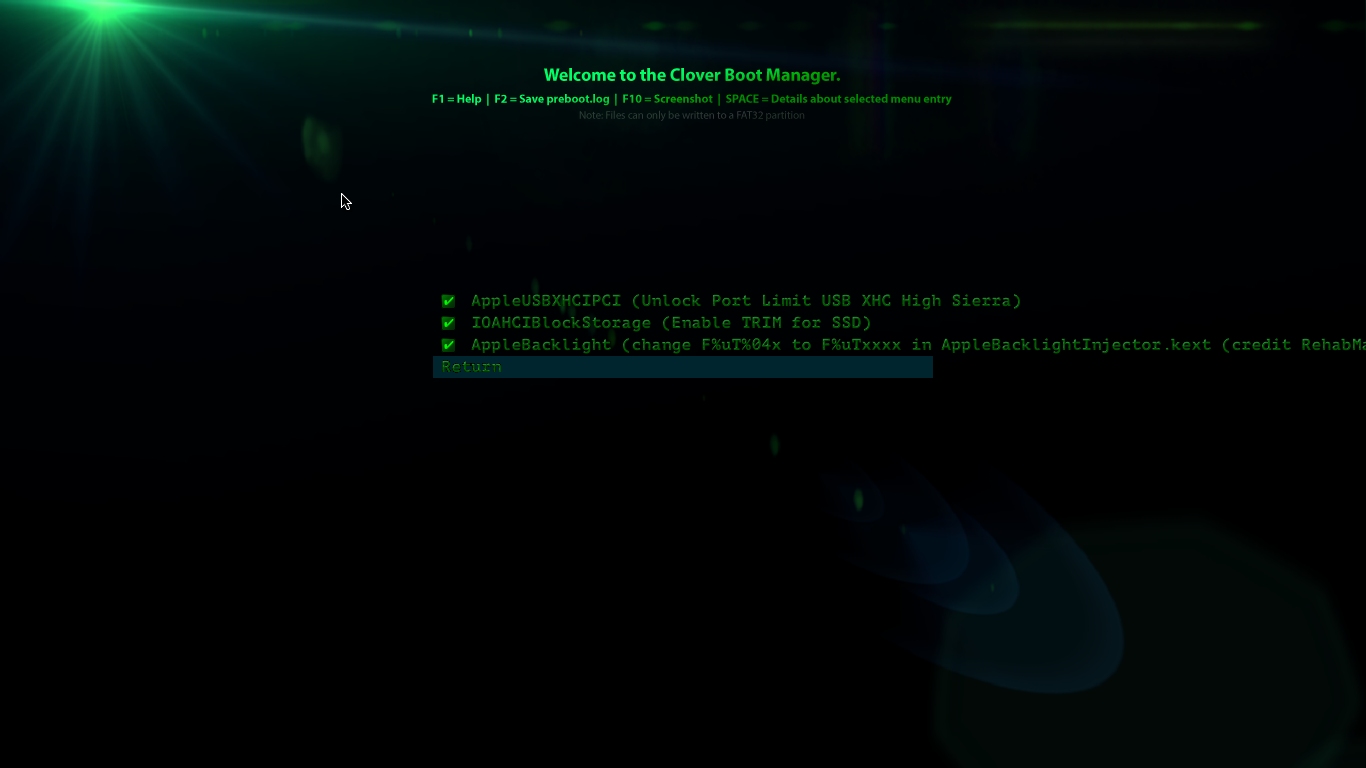 Welcome to the Clover Boot Manager.
F1 = Help | F2 = Save preboot.log | F10 = Screenshot | SPACE = Details about selected menu entry
Note: Files can only be written to a FAT32 partition
AppleUSBXHCIPCI (Unlock Port Limit USB XHC High Sierra)
IOAHCIBlockStorage (Enable TRIM for SSD)
AppleBacklight (change F%uT%04x to F%uTxxxx in AppleBacklightInjector.kext (credit RehabMa
Return